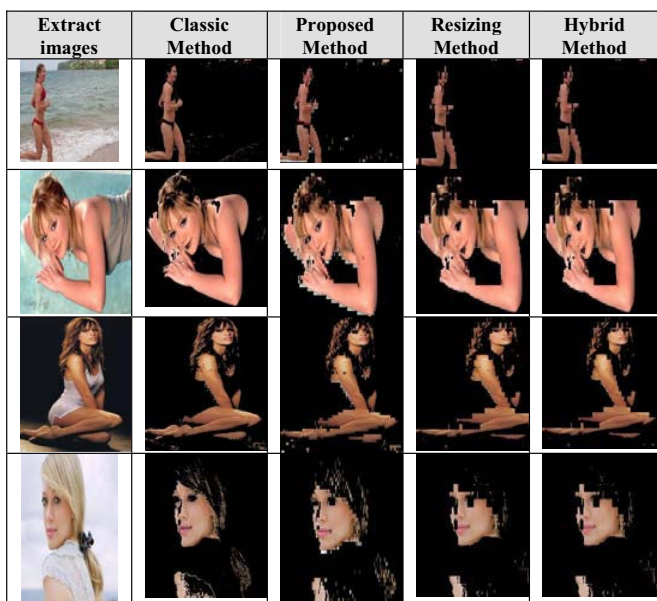 Extract images
Classic Method
Proposed Method
Resizing Method
Hybrid Method